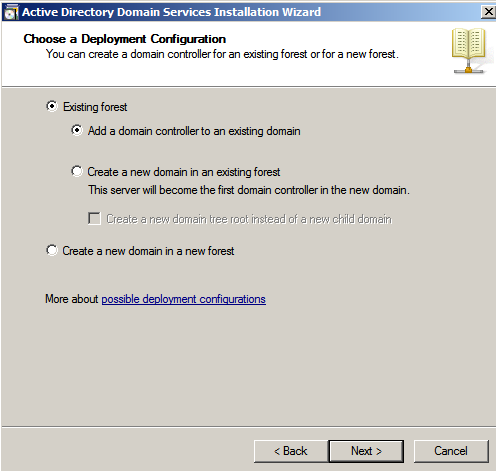 Active Directory Domain Services Installation Wizard
Choose a Deployment Configuration
You can create a domain controller for an existing forest or for a new forest.
Existing forest
Add a domain controller to an existing domain
Create a new domain in an existing forest
This server will become the first domain controller in the new domain.
Create a new domain tree root instead of a new child domain
Create a new domain in a new forest
More about possible deployment configurations
< Back Next > Cancel